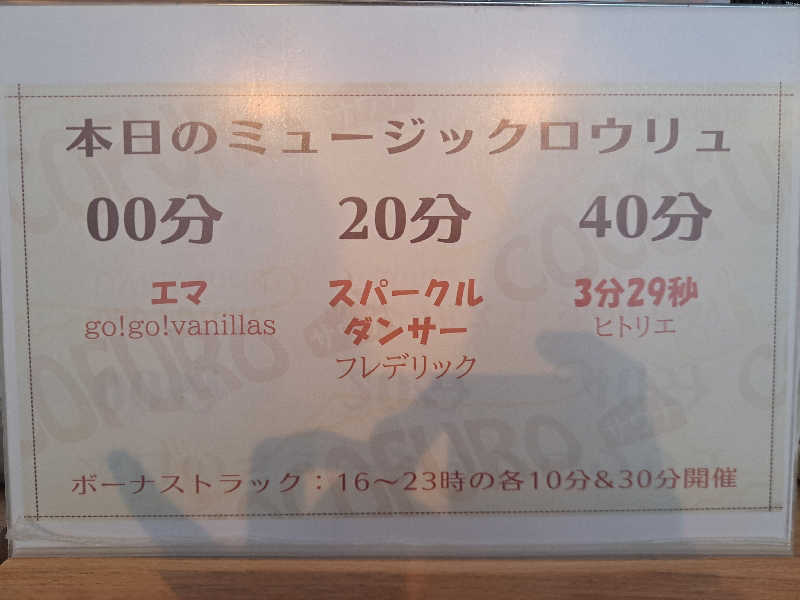 本日のミュージックロウリュ
00分 20分 40分
エマ
go!go!vanillas
スパークル
ダンサー
フレデリック
3分29秒
ヒトリエ
ボーナストラック：16〜23時の各10分&30分開催
COCOFURO